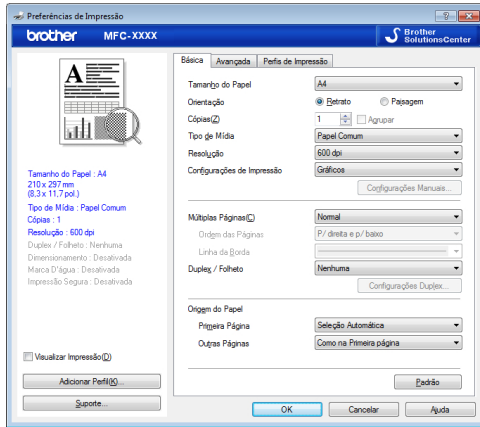 Preferências de Impressão
brother MFC-XXXX
Brother
SolutionsCenter
Básica Avançada Perfis de Impressão
Tamanho do Papel A4
Orientação Retrato Paisagem
Cópias(Z) 1 Agrupar
Tipo de Mídia Papel Comum
Resolução 600 dpi
Configurações de Impressão Gráficos
Configurações Manuais...
Múltiplas Páginas(C) Normal
Ordem das Páginas P/ direita e p/ baixo
Linha da Borda
Duplex / Folheto Nenhuma
Configurações Duplex...
Origem do Papel
Primeira Página Seleção Automática
Outras Páginas Como na Primeira página
Padrão
ABC
Tamanho do Papel : A4
210 x 297 mm
(8.3 x 11,7 pol.)
Tipo de Mídia : Papel Comum
Cópias : 1
Resolução : 600 dpi
Duplex / Folheto : Nenhuma
Dimensionamento : Desativada
Marca D'água : Desativada
Impressão Segura : Desativada
Visualizar Impressão(D)
Adicionar Perfil(K)...
Suporte...
OK Cancelar Ajuda